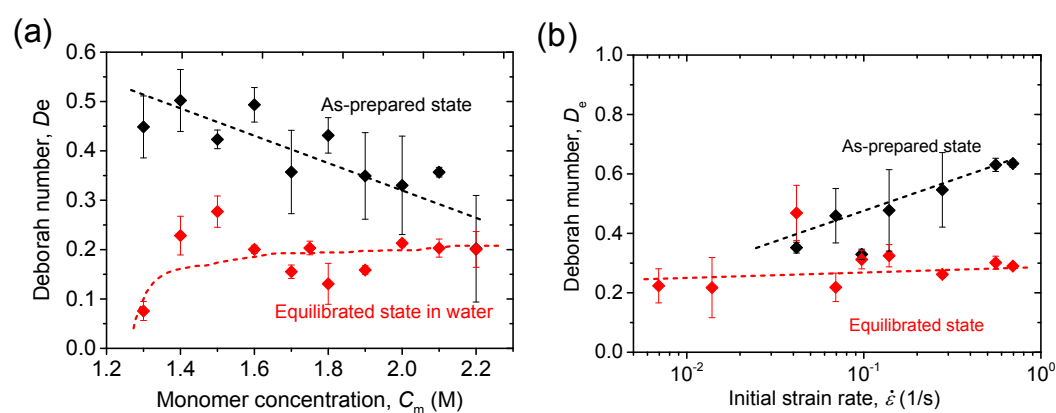 (a)
0.6
0.5
0.4
0.3
0.2
0.1
0.0
Deborah number, De
As-prepared state
Equilibrated state in water
1.2 1.4 1.6 1.8 2.0 2.2
Monomer concentration, Cm (M)
(b)
1.0
0.8
0.6
0.4
0.2
0.0
Deborah mumber, De
As-prepared state
Equilibrated state
10-2 10-1 100
Initial strain rate, ε̇ (1/s)